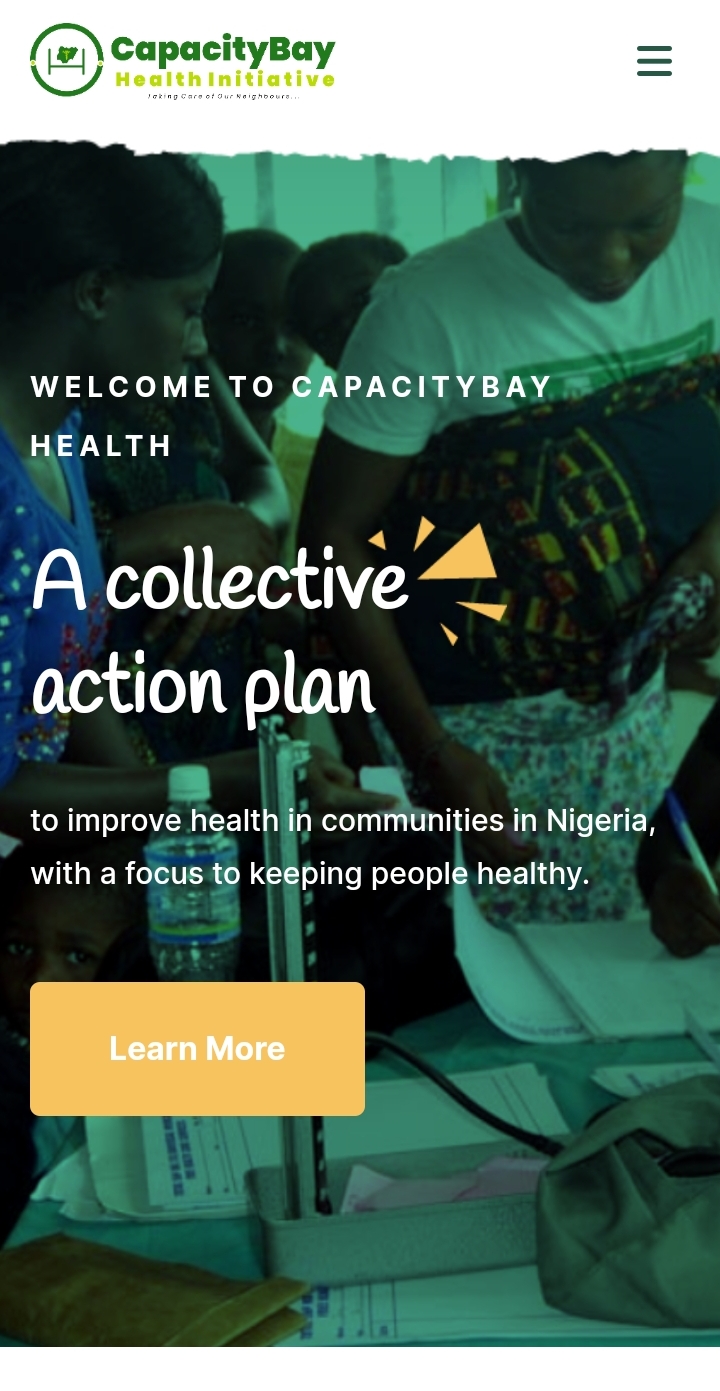 CapacityBay
Health Initiative
Taking Care of Our Neighbours...
WELCOME TO CAPACITYBAY
HEALTH
A collective
action plan
to improve health in communities in Nigeria,
with a focus to keeping people healthy.
Learn More